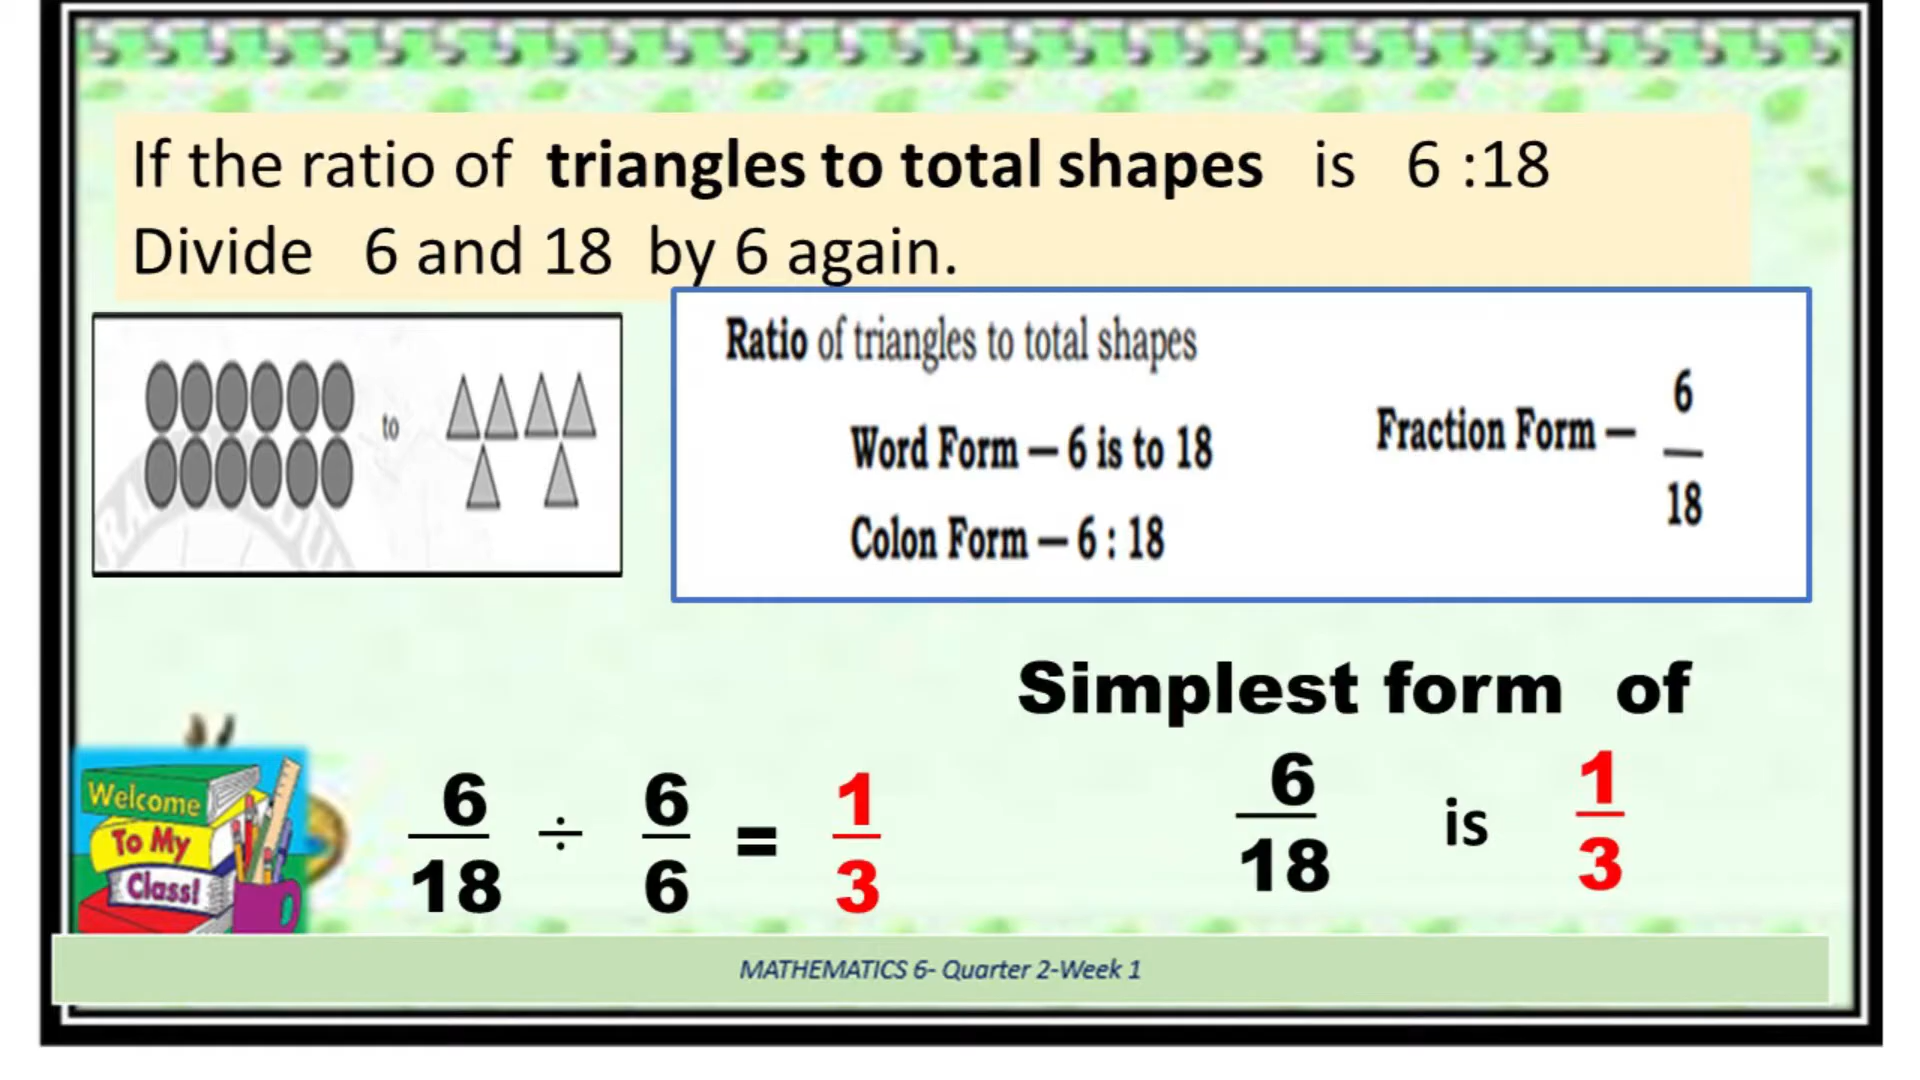 If the ratio of triangles to total shapes is 6 :18
Divide 6 and 18 by 6 again.
to
Ratio of triangles to total shapes
Word Form – 6 is to 18
Colon Form – 6 : 18
Fraction Form – 6
18
Simplest form of
6 ÷ 6 = 1
18 6 3
6 is 1
18 3
Welcome
To My
Class!
MATHEMATICS 6- Quarter 2-Week 1